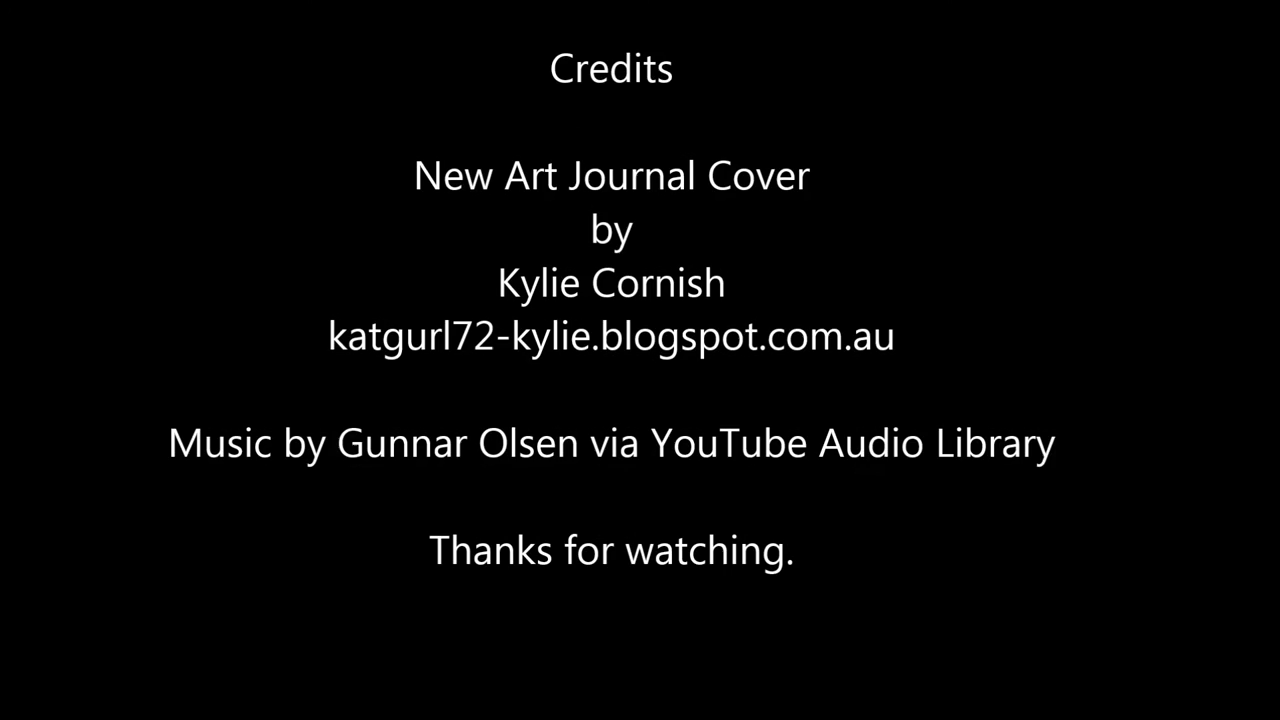 Credits
New Art Journal Cover
by
Kylie Cornish
katgurl72-kylie.blogspot.com.au
Music by Gunnar Olsen via YouTube Audio Library
Thanks for watching.